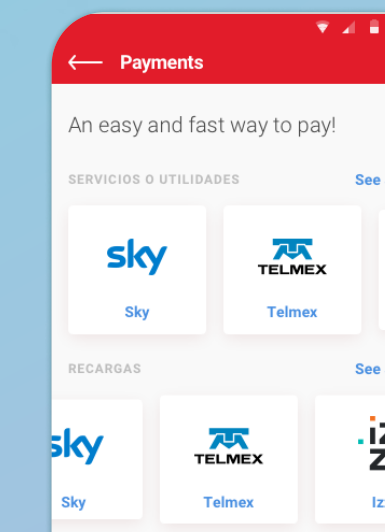 Payments
An easy and fast way to pay!
SERVICIOS O UTILIDADES
See
sky
TELMEX
Sky
Telmex
RECARGAS
See
sky
TELMEX
Sky
Telmex